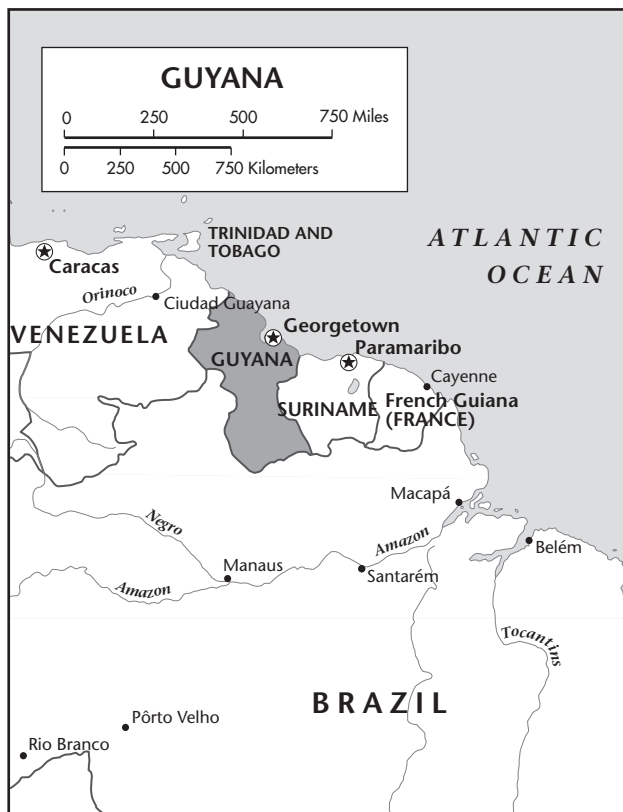 GUYANA
0 250 500 750 Miles
0 250 500 750 Kilometers
TRINIDAD AND
TOBAGO
ATLANTIC
OCEAN
Caracas
Orinoco
Ciudad Guayana
VENEZUELA
Georgetown
GUYANA
Paramaribo
Cayenne
SURINAME
French Guiana
(FRANCE)
Macapá
Negro
Amazon
Belém
Manaus
Santarém
Amazon
Tocantins
BRAZIL
Pôrto Velho
Rio Branco